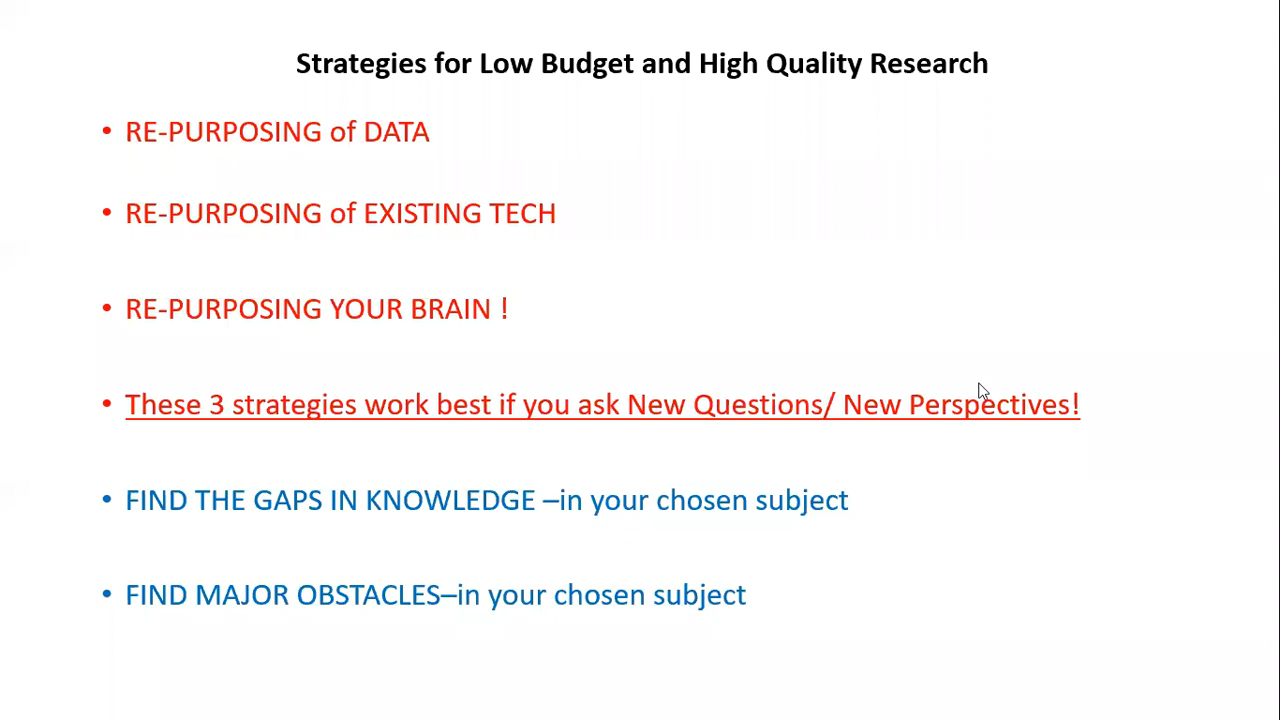 Strategies for Low Budget and High Quality Research
• RE-PURPOSING of DATA
• RE-PURPOSING of EXISTING TECH
• RE-PURPOSING YOUR BRAIN !
• These 3 strategies work best if you ask New Questions/ New Perspectives!
• FIND THE GAPS IN KNOWLEDGE –in your chosen subject
• FIND MAJOR OBSTACLES–in your chosen subject